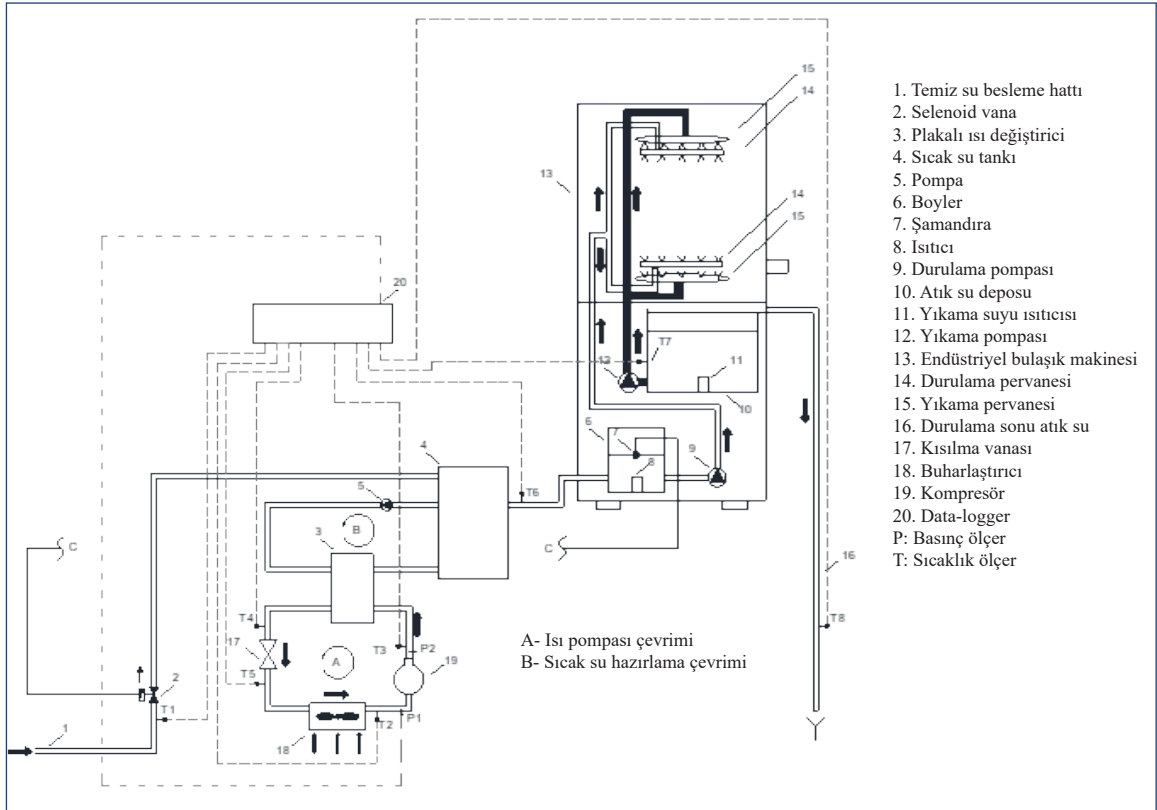 15
14
13
14
15
20
T7
12
11
10
6
7
8
9
4
5
T6
C
B
3
C
16
T4
T3
P2
T8
17
A
19
T5
2
T1
T2
P1
1
18
A- Isı pompası çevrimi
B- Sıcak su hazırlama çevrimi
1. Temiz su besleme hattı
2. Selenoid vana
3. Plakalı ısı değiştirici
4. Sıcak su tankı
5. Pompa
6. Boyler
7. Şamandıra
8. Isıtıcı
9. Durulama pompası
10. Atık su deposu
11. Yıkama suyu ısıtıcısı
12. Yıkama pompası
13. Endüstriyel bulaşık makinesi
14. Durulama pervanesi
15. Yıkama pervanesi
16. Durulama sonu atık su
17. Kısılma vanası
18. Buharlaştırıcı
19. Kompresör
20. Data-logger
P: Basınç ölçer
T: Sıcaklık ölçer